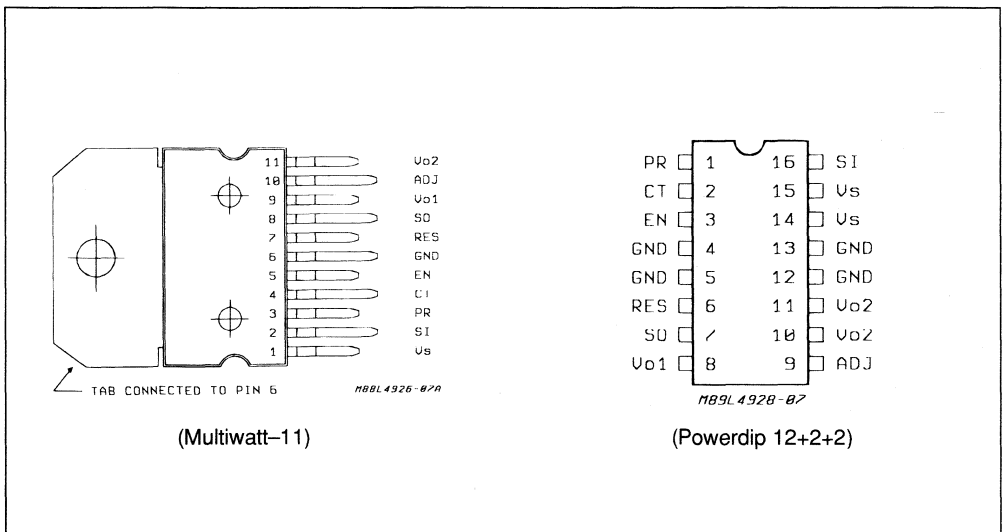 11 Vo2
10 ADJ
9 Vo1
8 SO
7 RES
6 GND
5 EN
4 CT
3 PR
2 SI
1 Vs
TAB CONNECTED TO PIN 6
M88L4926-07A
(Multiwatt–11)
PR 1 16 SI
CT 2 15 Vs
EN 3 14 Vs
GND 4 13 GND
GND 5 12 GND
RES 6 11 Vo2
SO 7 10 Vo2
Vo1 8 9 ADJ
M89L4928-07
(Powerdip 12+2+2)